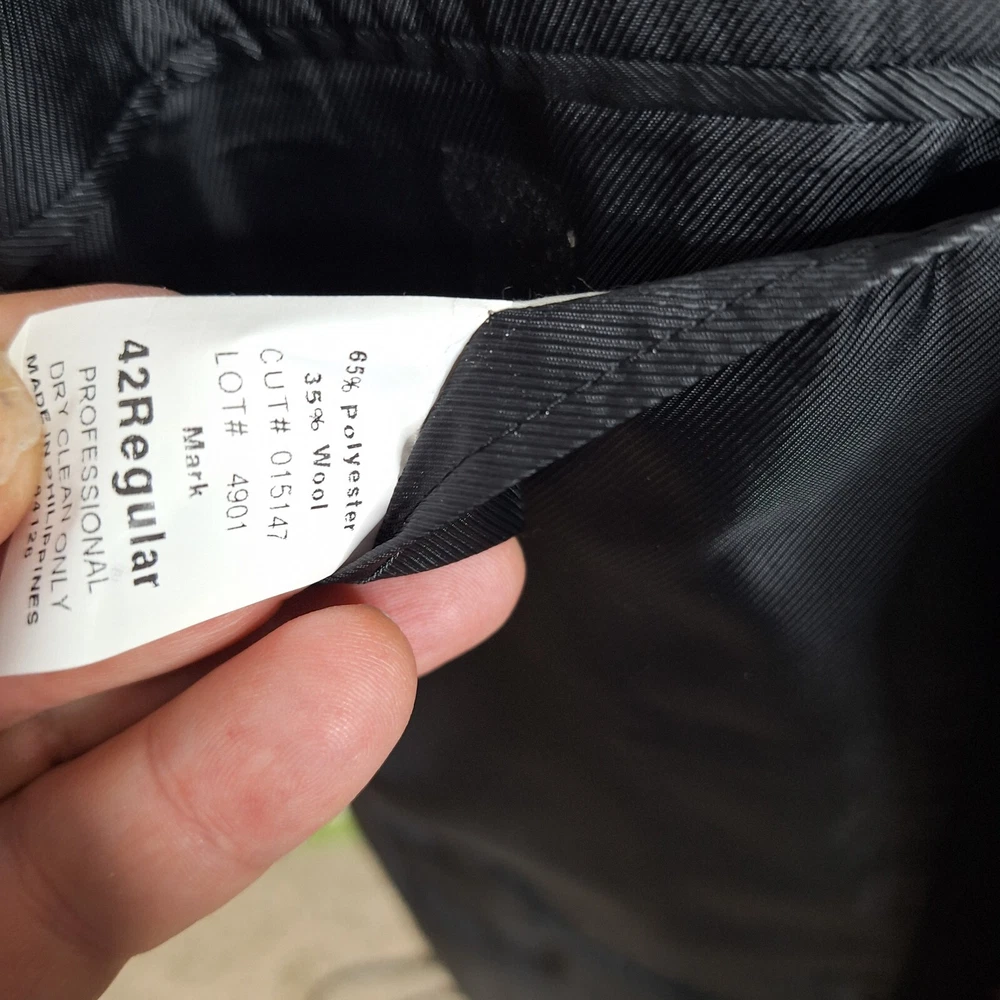 65% polyester
35% Wool
CUT# 015147
LOT# 4901
Mark
42Regular
PROFESSIONAL
DRY CLEAN ONLY
MADE IN PHILIPPINES